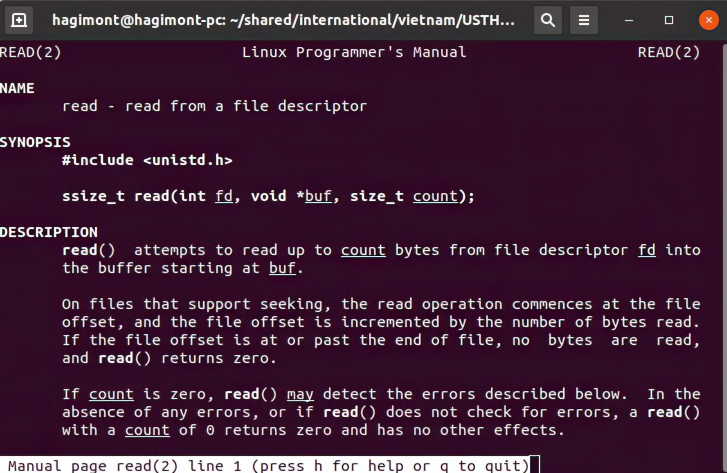 hagimont@hagimont-pc: ~/shared/international/vietnam/USTH...
READ(2) Linux Programmer's Manual READ(2)
NAME
read - read from a file descriptor
SYNOPSIS
#include <unistd.h>
ssize_t read(int fd, void *buf, size_t count);
DESCRIPTION
read() attempts to read up to count bytes from file descriptor fd into
the buffer starting at buf.
On files that support seeking, the read operation commences at the file
offset, and the file offset is incremented by the number of bytes read.
If the file offset is at or past the end of file, no bytes are read,
and read() returns zero.
If count is zero, read() may detect the errors described below. In the
absence of any errors, or if read() does not check for errors, a read()
with a count of 0 returns zero and has no other effects.
Manual page read(2) line 1 (press h for help or q to quit)